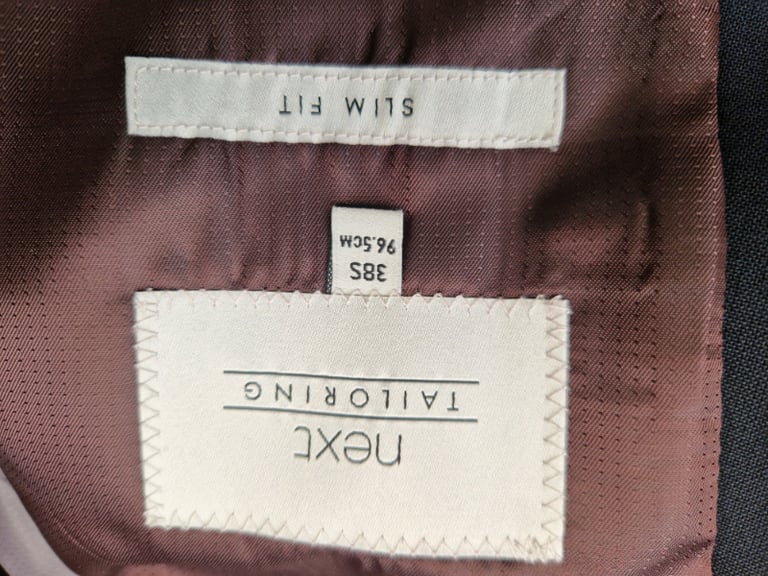 next
TAILORING
38S
96.5CM
SLIM FIT